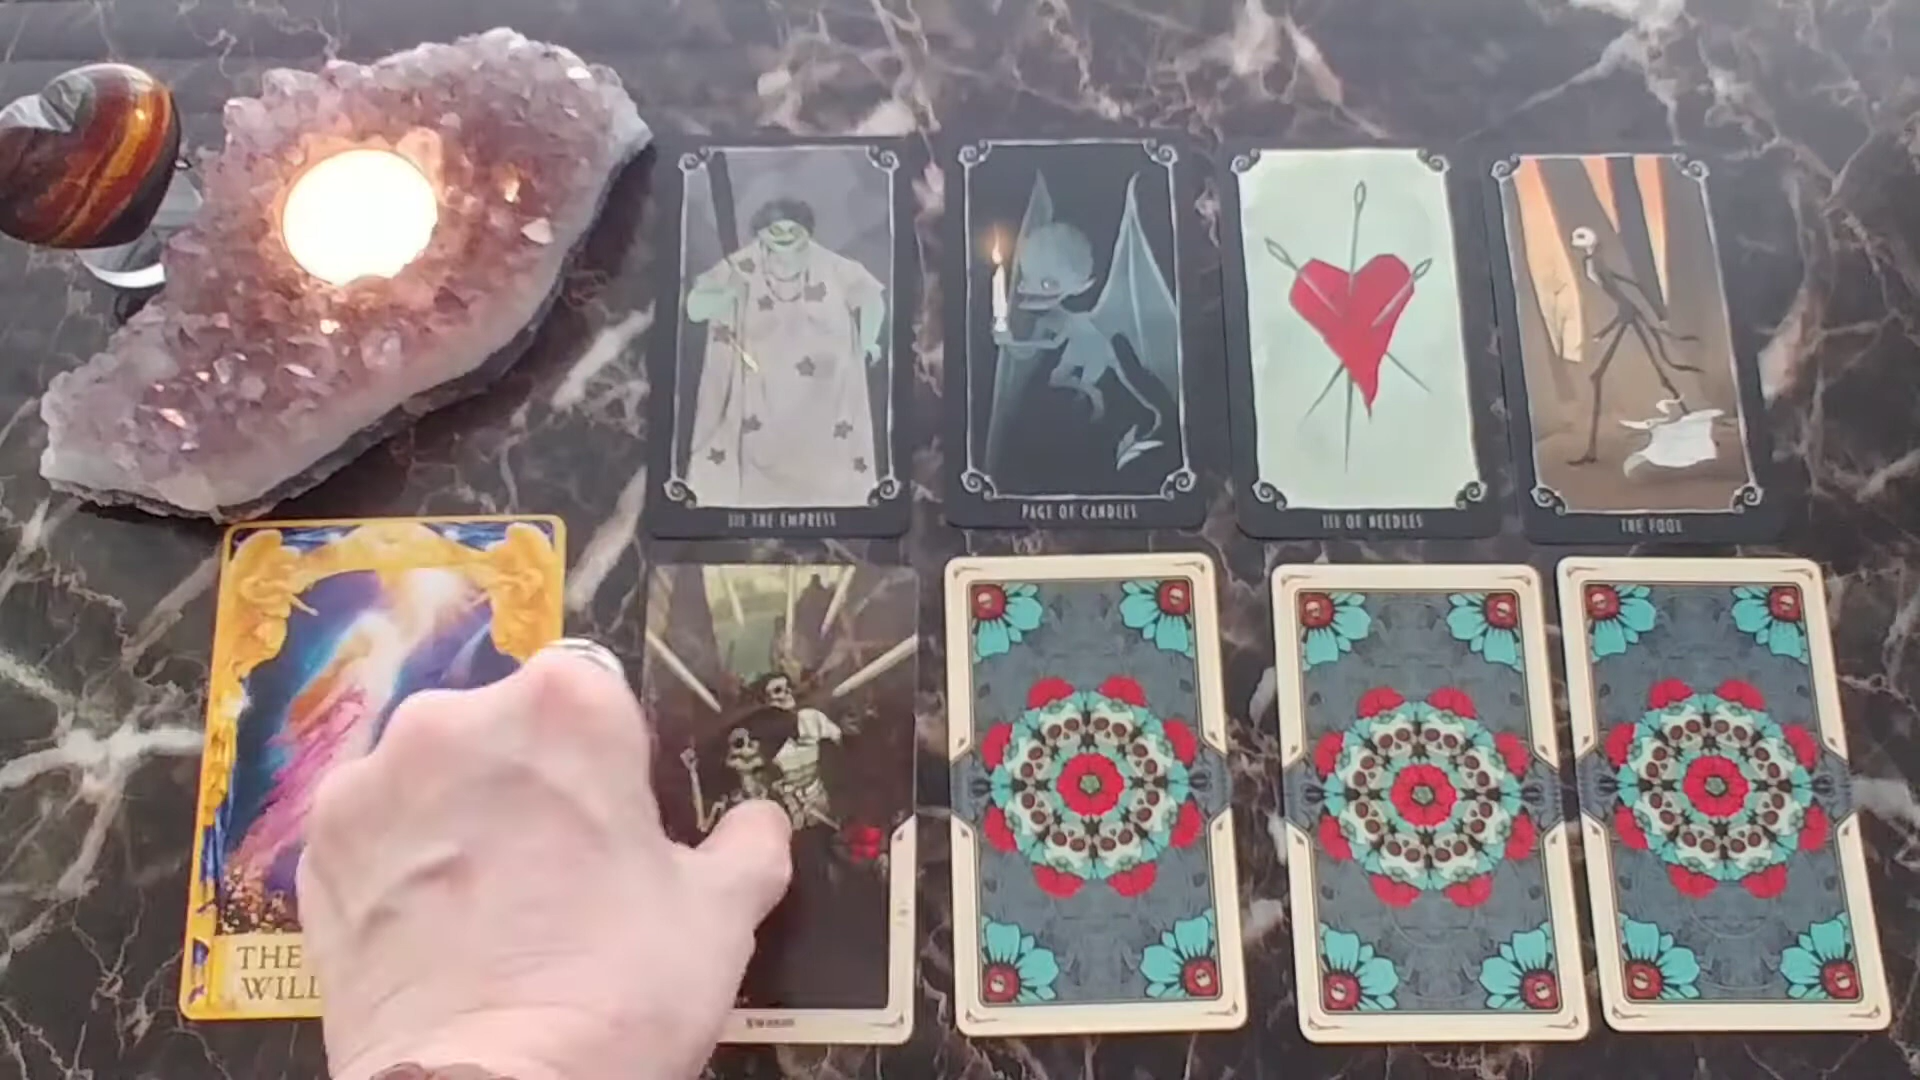 III THE EMPRESS
PAGE OF CANDLES
III OF NEEDLES
THE FOOL
THE
WILL